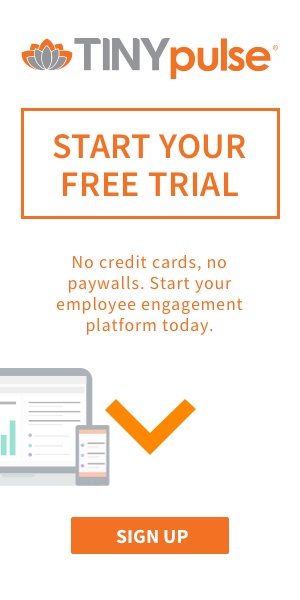 TINYpulse®
START YOUR
FREE TRIAL
No credit cards, no
paywalls. Start your
employee engagement
platform today.
SIGN UP